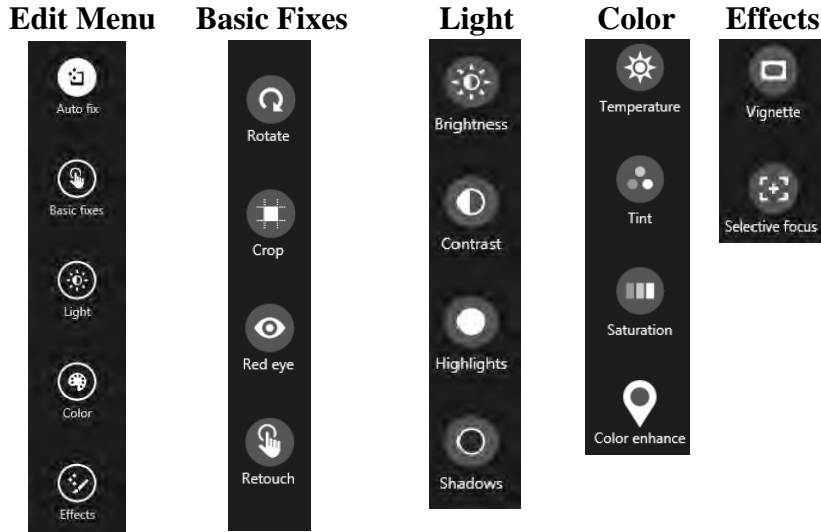 Edit Menu
Auto fix
Basic fixes
Light
Color
Effects
Basic Fixes
Rotate
Crop
Red eye
Retouch
Light
Brightness
Contrast
Highlights
Shadows
Color
Temperature
Tint
Saturation
Color enhance
Effects
Vignette
Selective focus